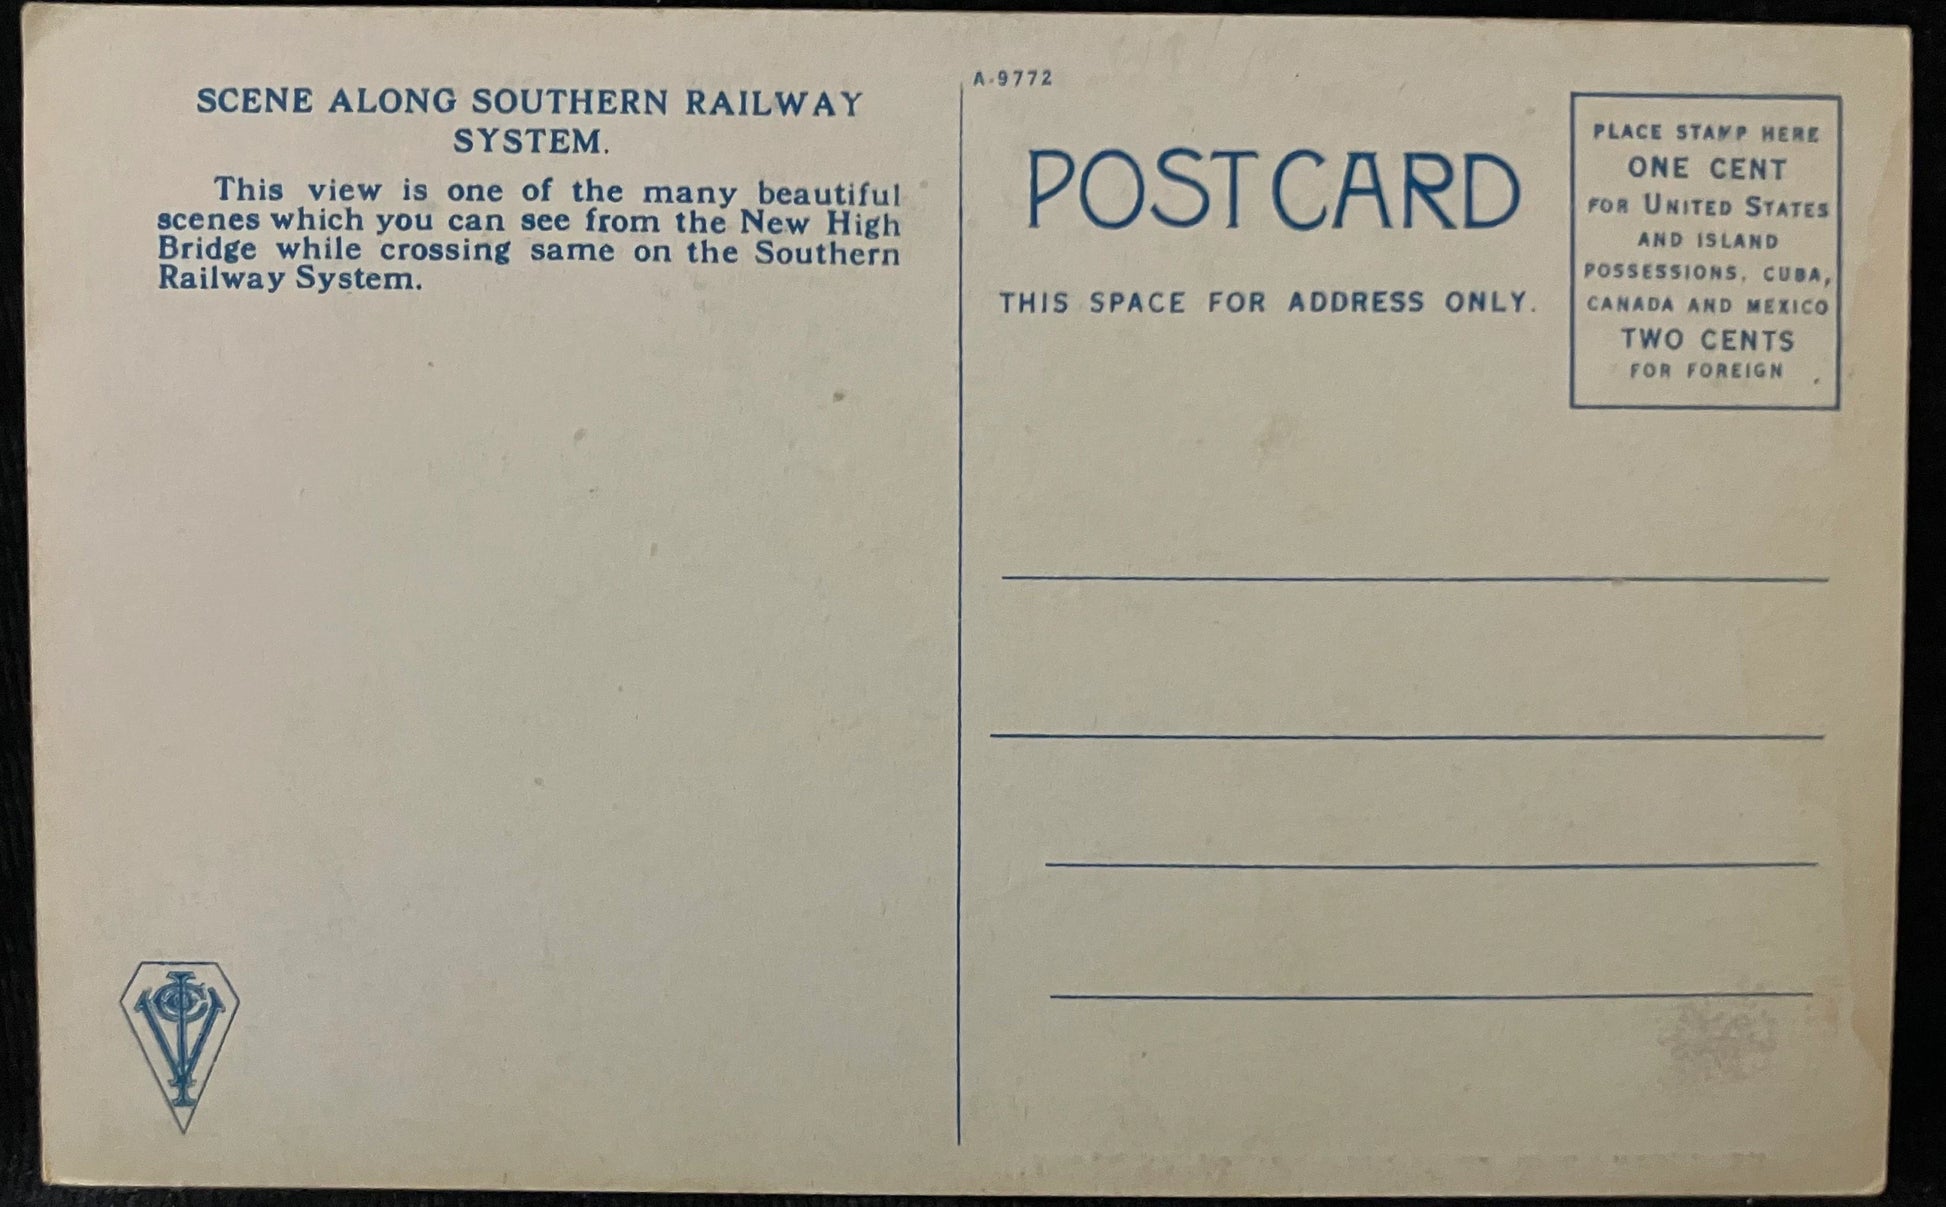 SCENE ALONG SOUTHERN RAILWAY
SYSTEM.
This view is one of the many beautiful
scenes which you can see from the New High
Bridge while crossing same on the Southern
Railway System.
A-9772
POSTCARD
THIS SPACE FOR ADDRESS ONLY.
PLACE STAMP HERE
ONE CENT
FOR UNITED STATES
AND ISLAND
POSSESSIONS, CUBA,
CANADA AND MEXICO
TWO CENTS
FOR FOREIGN